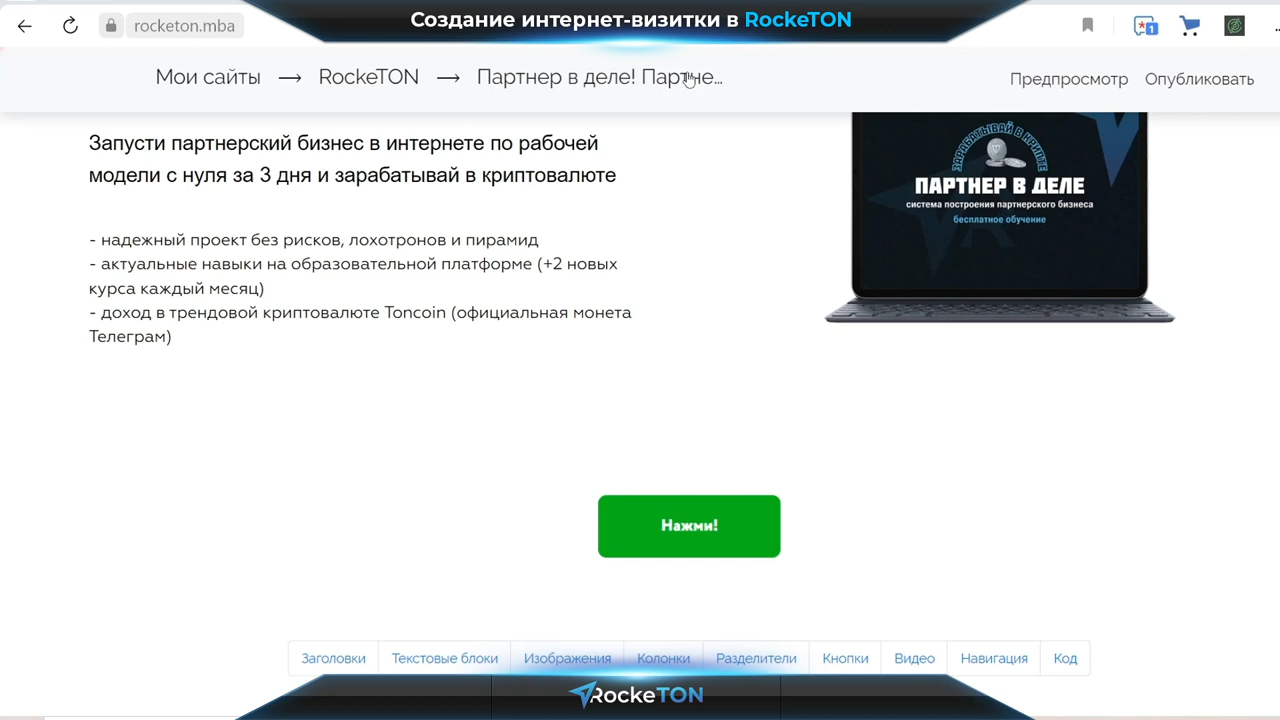 Создание интернет-визитки в RockeTON
rocketon.mba
1
Мои сайты → RockeTON → Партнер в деле! Партне...
Предпросмотр Опубликовать
Запусти партнерский бизнес в интернете по рабочей
модели с нуля за 3 дня и зарабатывай в криптовалюте
- надежный проект без рисков, лохотронов и пирамид
- актуальные навыки на образовательной платформе (+2 новых
курса каждый месяц)
- доход в трендовой криптовалюте Toncoin (официальная монета
Телеграм)
ЗАРАБАТЫВАЙ В КРИПТЕ
ПАРТНЕР В ДЕЛЕ
система построения партнерского бизнеса
бесплатное обучение
Нажми!
Заголовки Текстовые блоки Изображения Колонки Разделители Кнопки Видео Навигация Код
RockeTON